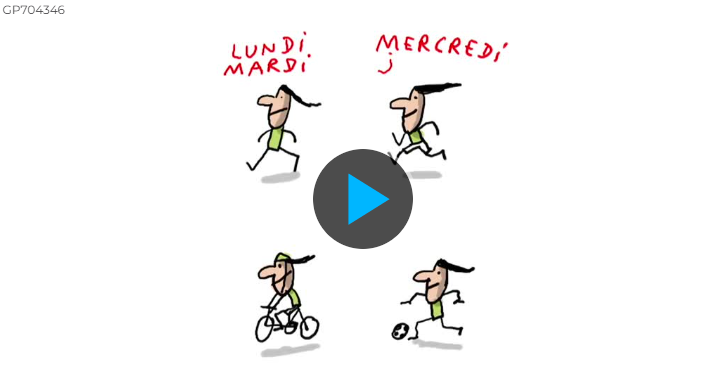 GP704346
LUNDi
MARDi
MERCREDi
j